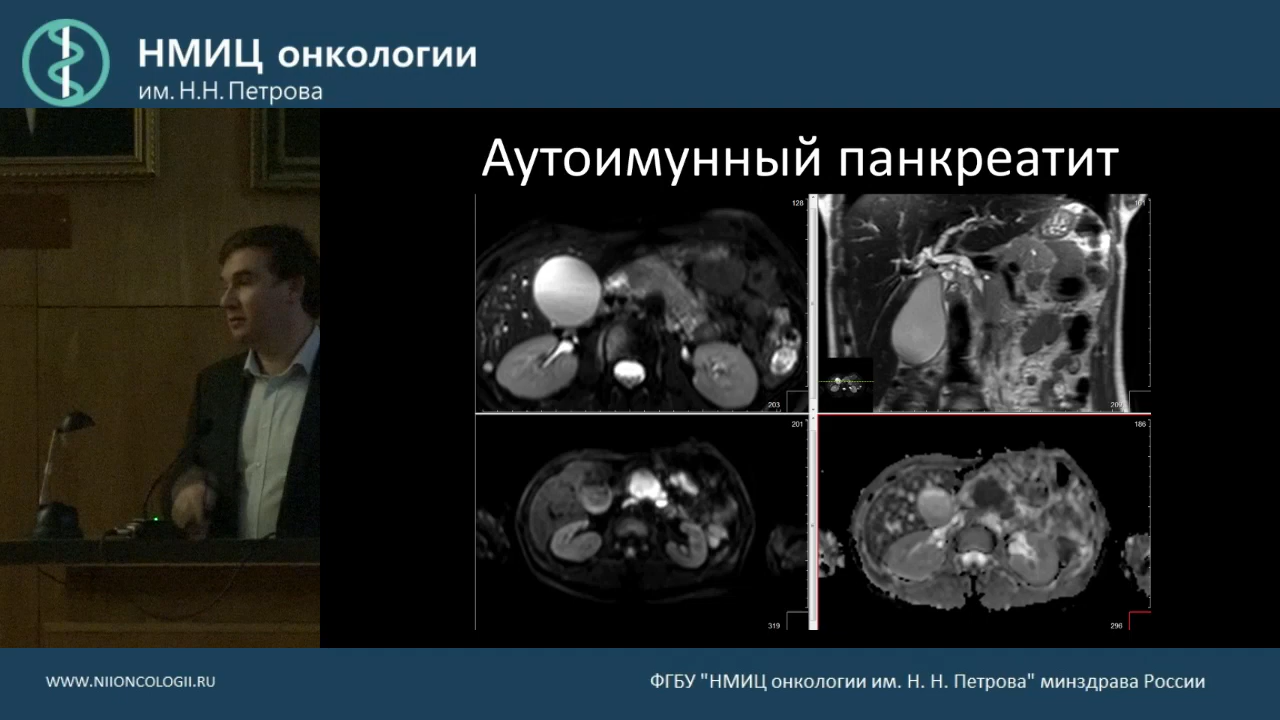 НМИЦ онкологии
им. Н.Н. Петрова
Аутоимунный панкреатит
128
101
203
201
186
319
296
WWW.NIIONCOLOGII.RU
ФГБУ "НМИЦ онкологии им. Н. Н. Петрова" минздрава России